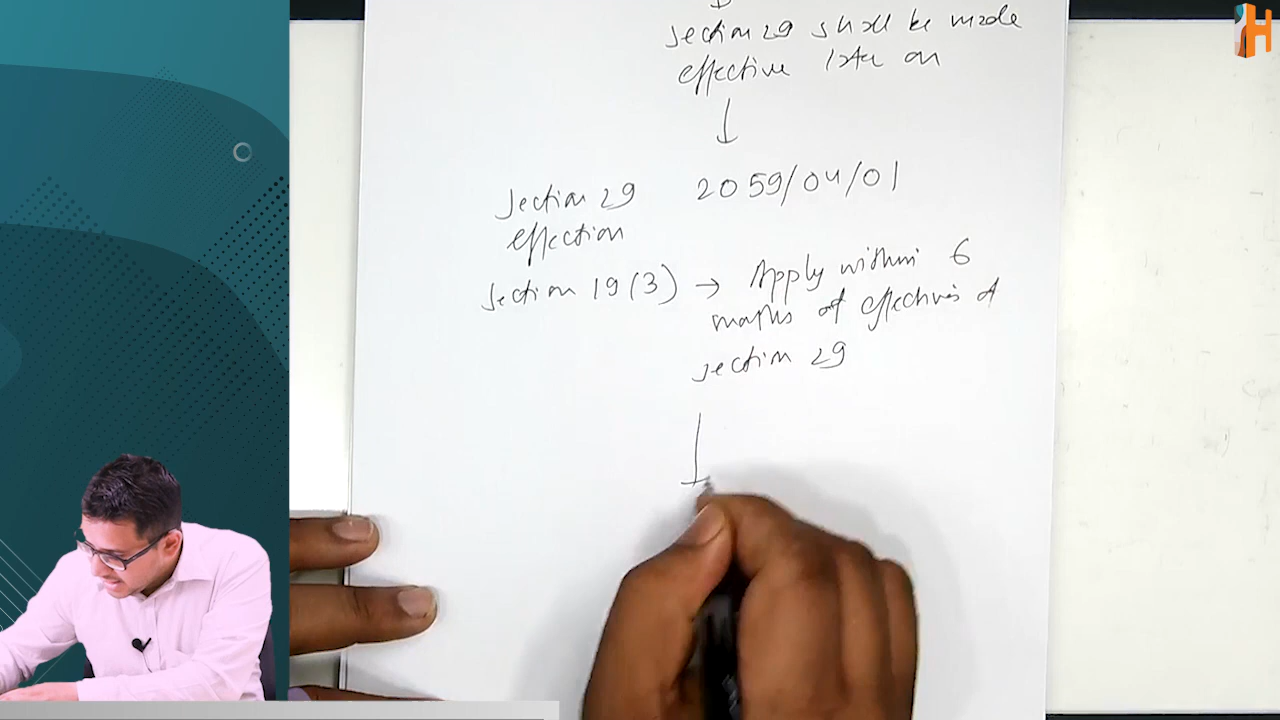 Section 29 shall be made
effective later on
Section 29 2059/04/01
effection
Section 19(3) → Apply within 6
months of effectivies of
section 29
H